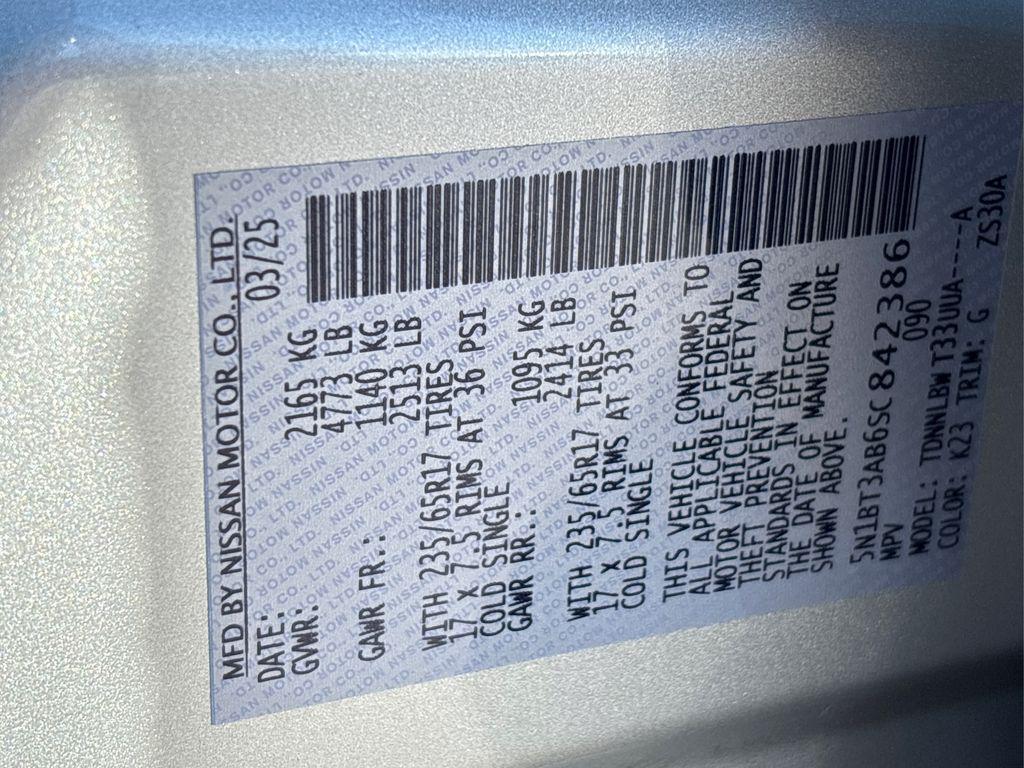 MFD BY NISSAN MOTOR CO., LTD.
DATE: 03/25
GVWR: 2165 KG
4773 LB
GAWR FR.: 1140 KG
2513 LB
WITH 235/65R17 TIRES
17 x 7.5 RIMS AT 36 PSI
COLD SINGLE
GAWR RR.: 1095 KG
2414 LB
WITH 235/65R17 TIRES
17 x 7.5 RIMS AT 33 PSI
COLD SINGLE
THIS VEHICLE CONFORMS TO
ALL APPLICABLE FEDERAL
MOTOR VEHICLE SAFETY AND
THEFT PREVENTION
STANDARDS IN EFFECT ON
THE DATE OF MANUFACTURE
SHOWN ABOVE.
5N1BT3AB6SC842386
MPV 090
MODEL: TDNNLBW T33UUA-----A
COLOR: K23 TRIM: G ZS30A